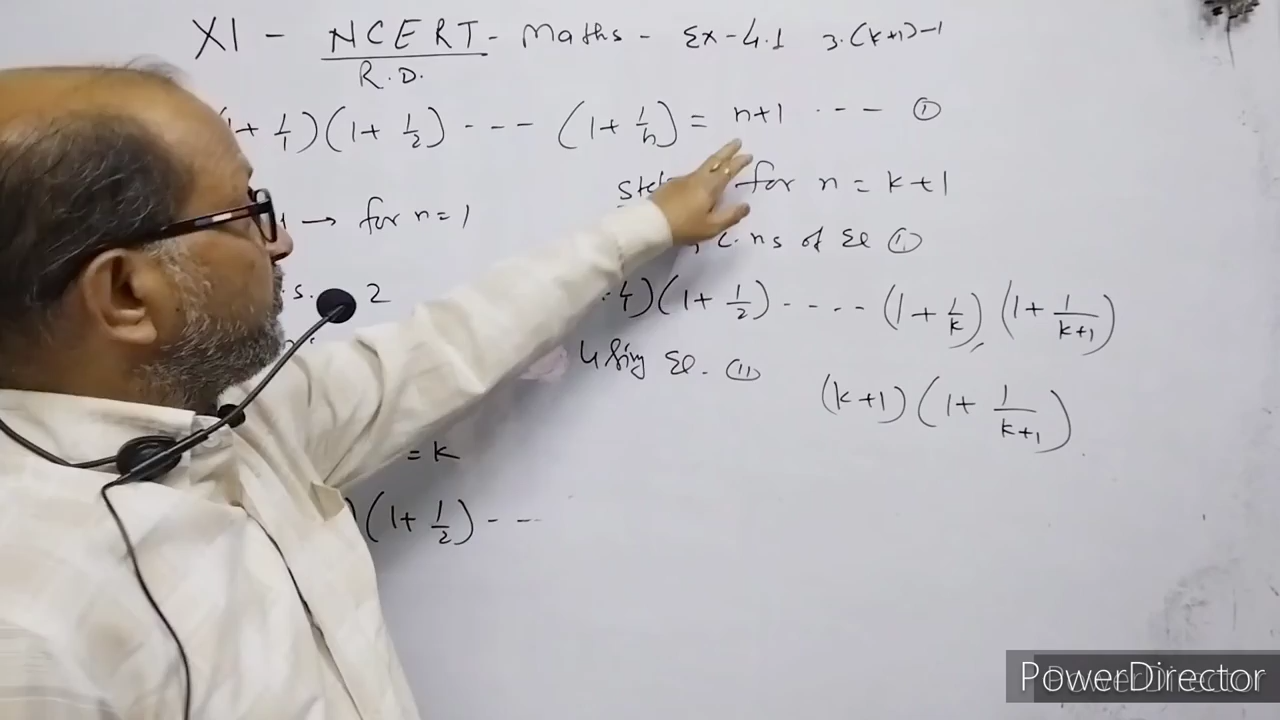 XI - NCERT - Maths - Ex-4.1 3.(k+1)-1
R.D.
+ 1/1)(1 + 1/2) --- (1 + 1/n) = n+1 --- ①
for n = k+1
→ for n = 1
L.HS of Eq ①
s. 2
)(1 + 1/2) ---- (1 + 1/k) (1 + 1/(k+1))
Using Eq. ⑪
(k+1)(1 + 1/(k+1))
= k
)(1 + 1/2) ---
PowerDirector